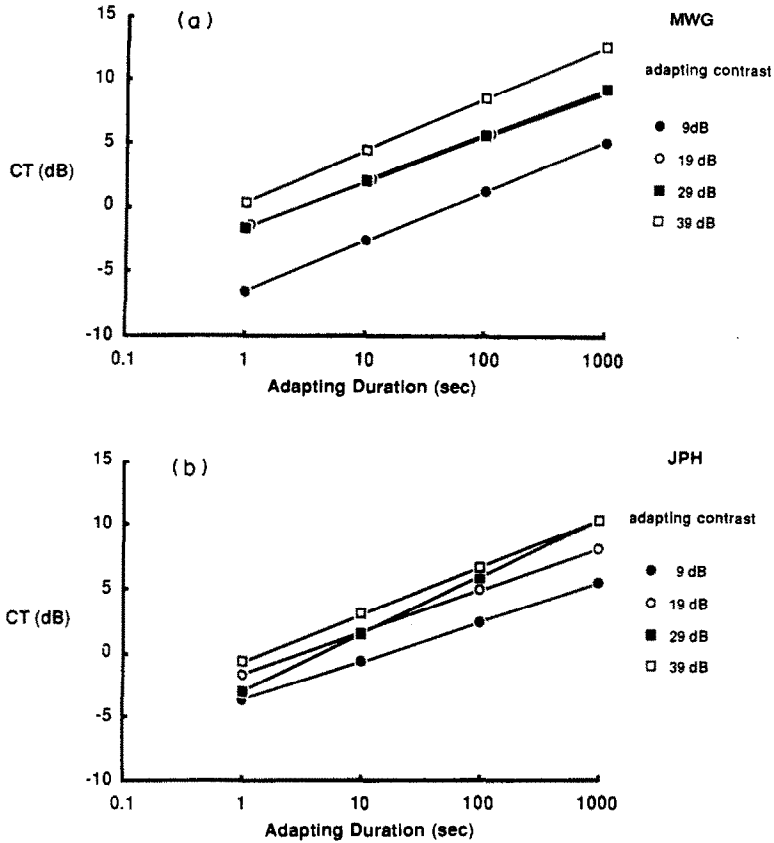 (a)
MWG
adapting contrast
9dB
19 dB
29 dB
39 dB
CT (dB)
15
10
5
0
-5
-10
0.1 1 10 100 1000
Adapting Duration (sec)
(b)
JPH
adapting contrast
9 dB
19 dB
29 dB
39 dB
CT (dB)
15
10
5
0
-5
-10
0.1 1 10 100 1000
Adapting Duration (sec)